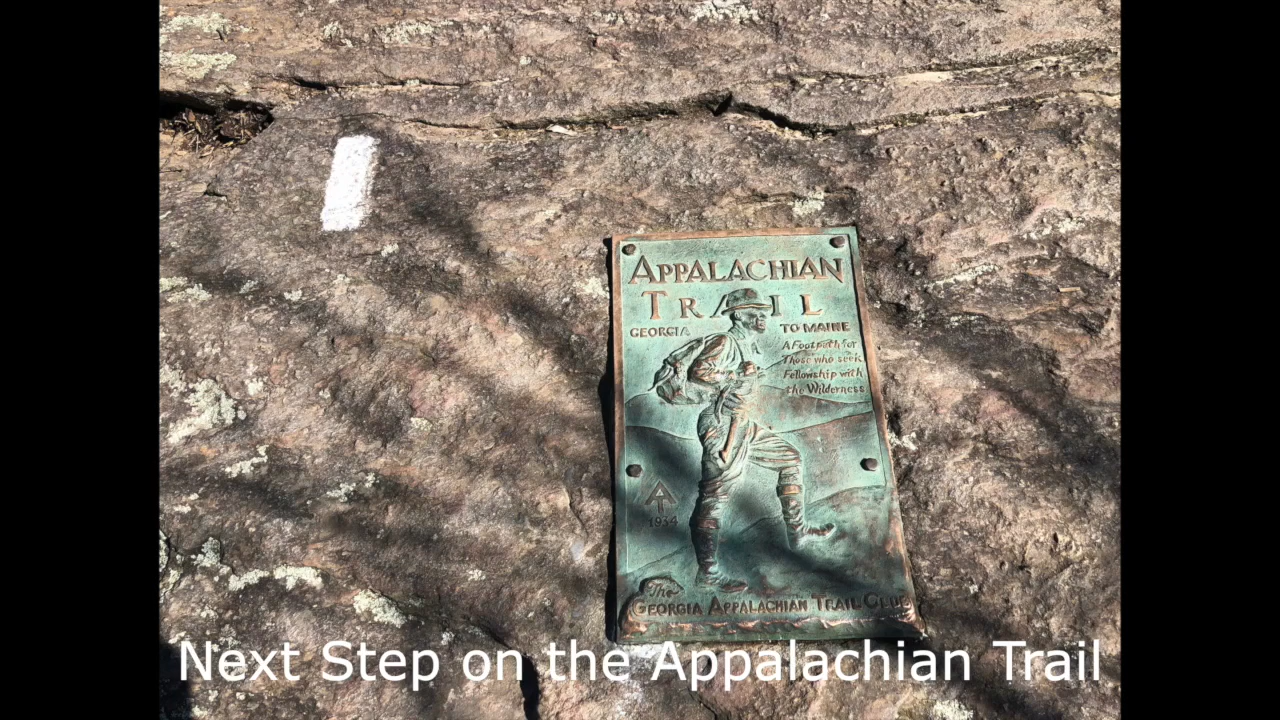 APPALACHIAN
TRAIL
GEORGIA TO MAINE
A Footpath for
Those who seek
Fellowship with
the Wilderness
AT
1934
The
GEORGIA APPALACHIAN TRAIL CLUB
Next Step on the Appalachian Trail